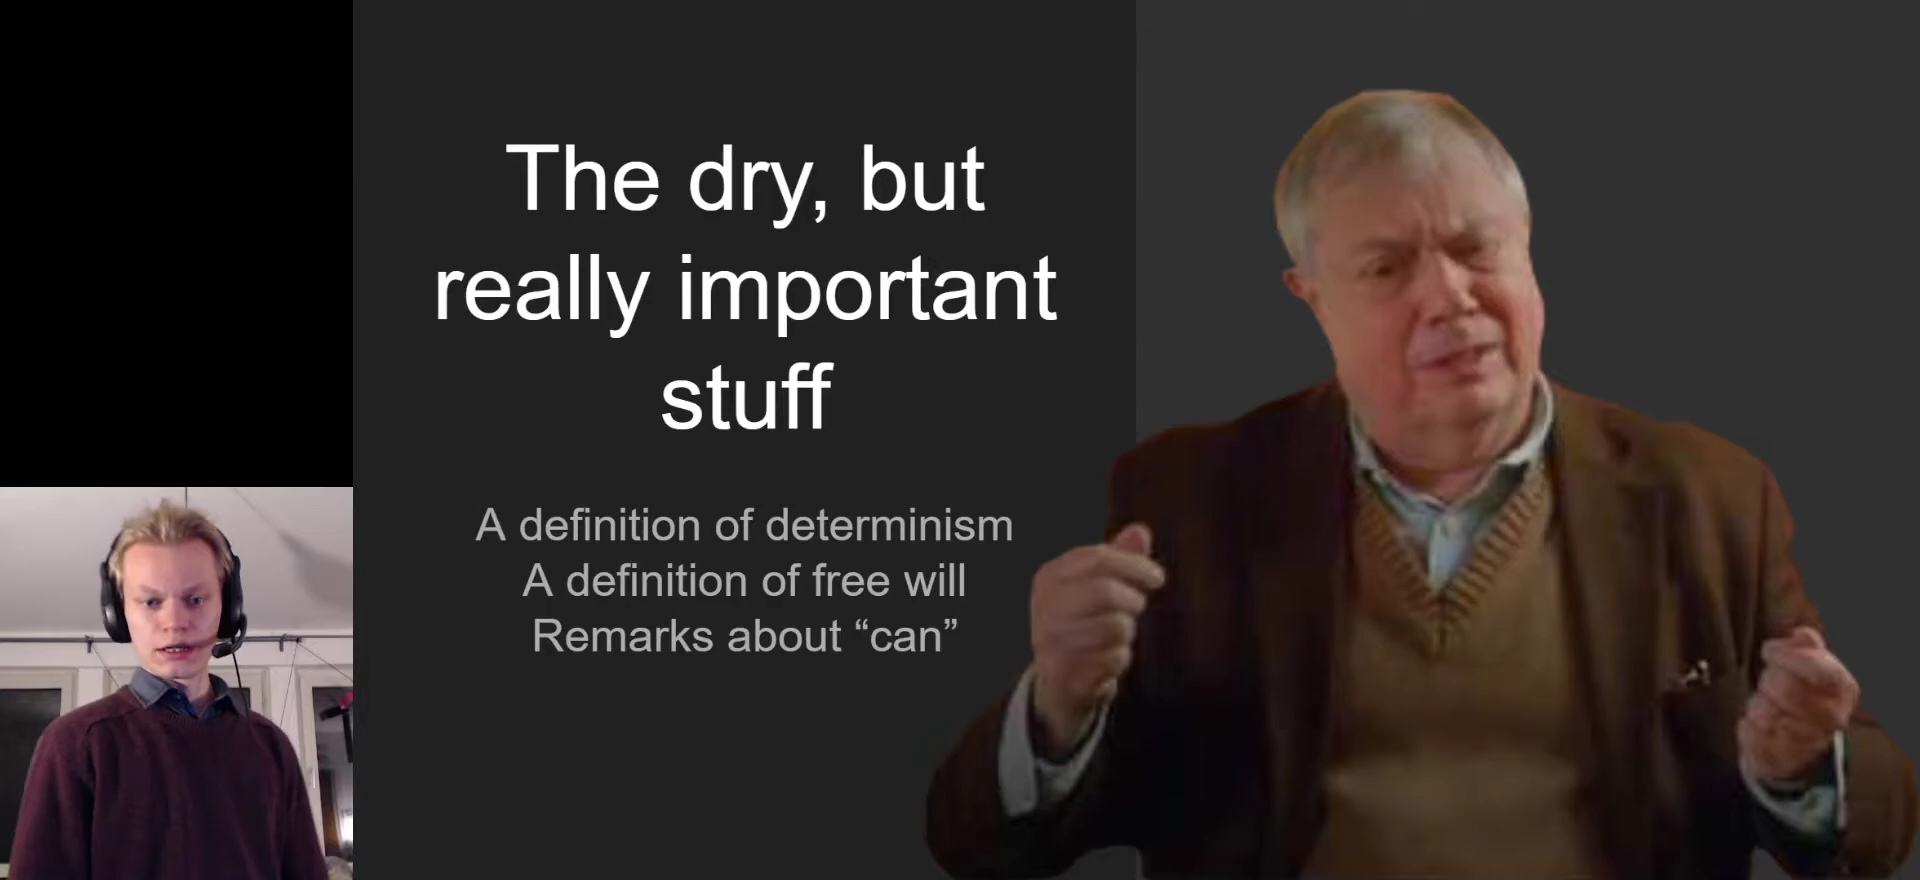 The dry, but
really important
stuff
A definition of determinism
A definition of free will
Remarks about “can”